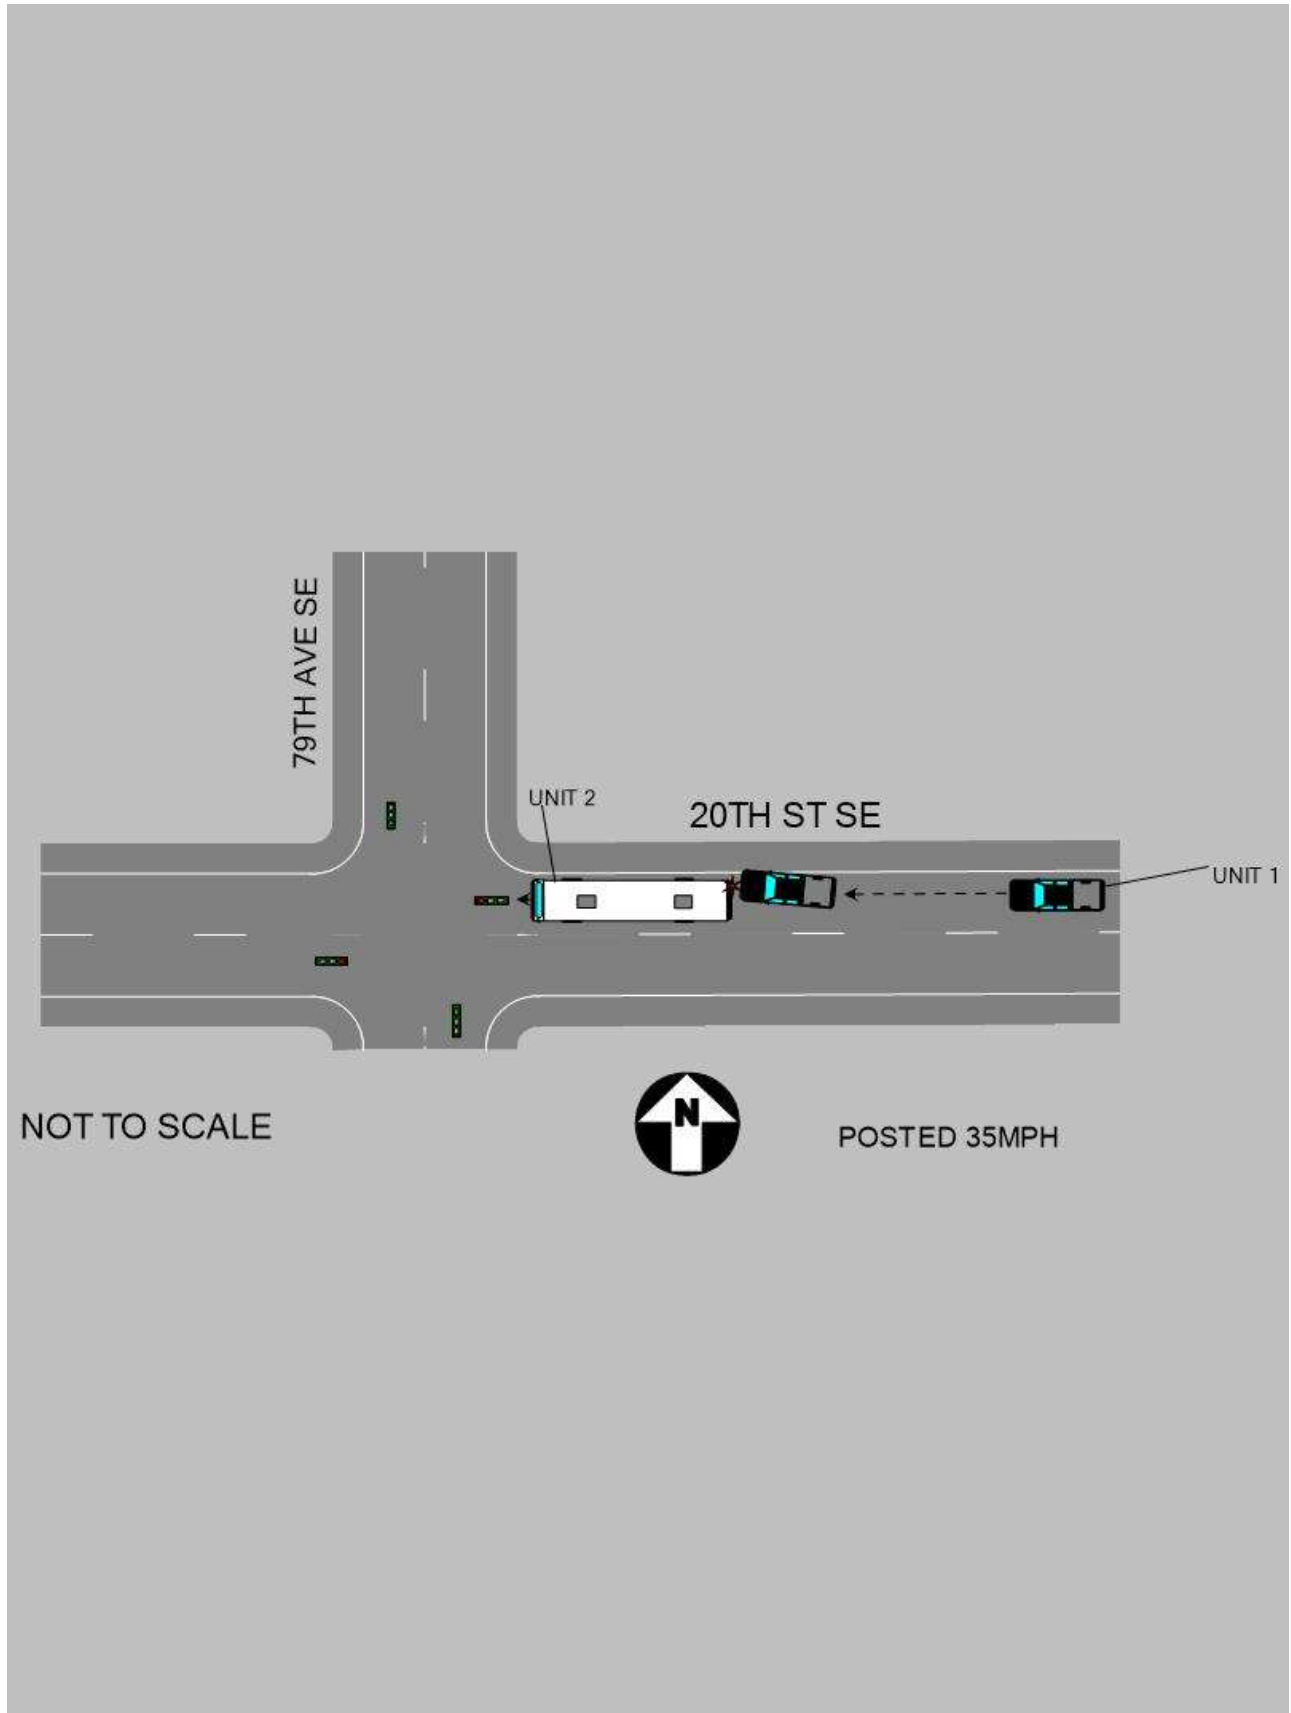 79TH AVE SE
UNIT 2
20TH ST SE
UNIT 1
NOT TO SCALE
N
POSTED 35MPH